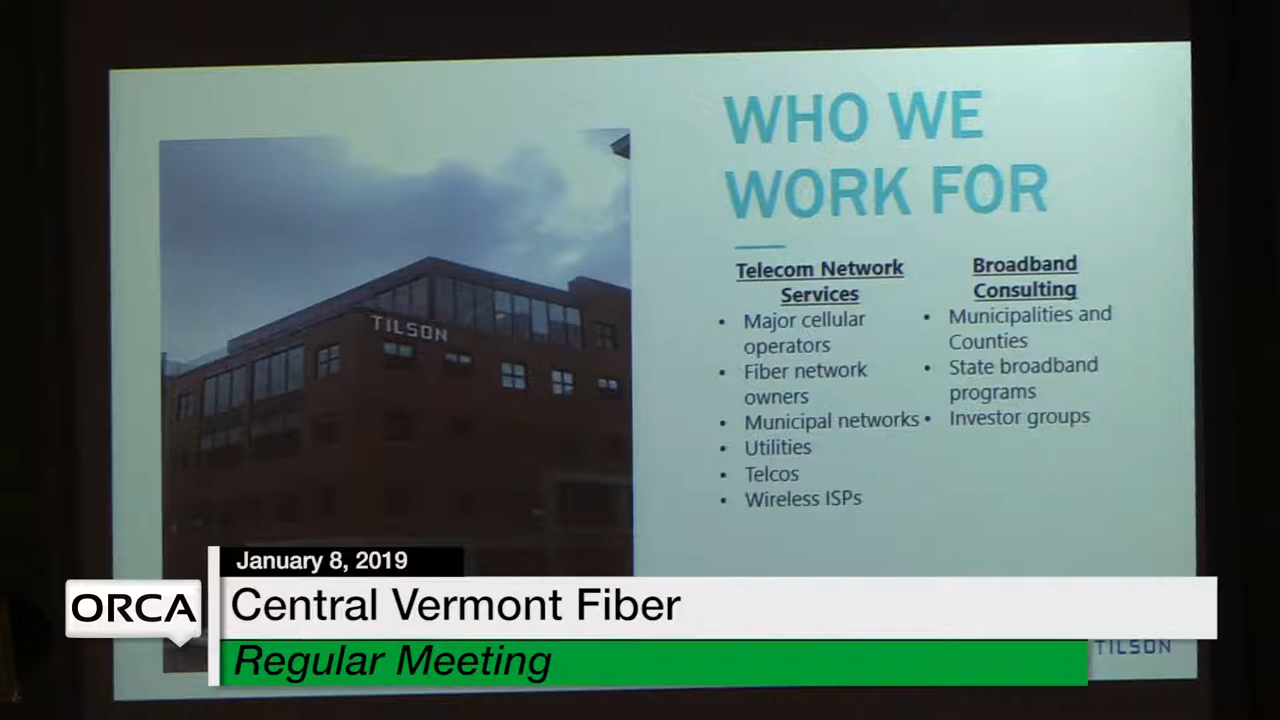 WHO WE
WORK FOR
Telecom Network
Services
• Major cellular
operators
• Fiber network
owners
• Municipal networks
• Utilities
• Telcos
• Wireless ISPs
Broadband
Consulting
• Municipalities and
Counties
• State broadband
programs
• Investor groups
TILSON
January 8, 2019
ORCA
Central Vermont Fiber
Regular Meeting
TILSON